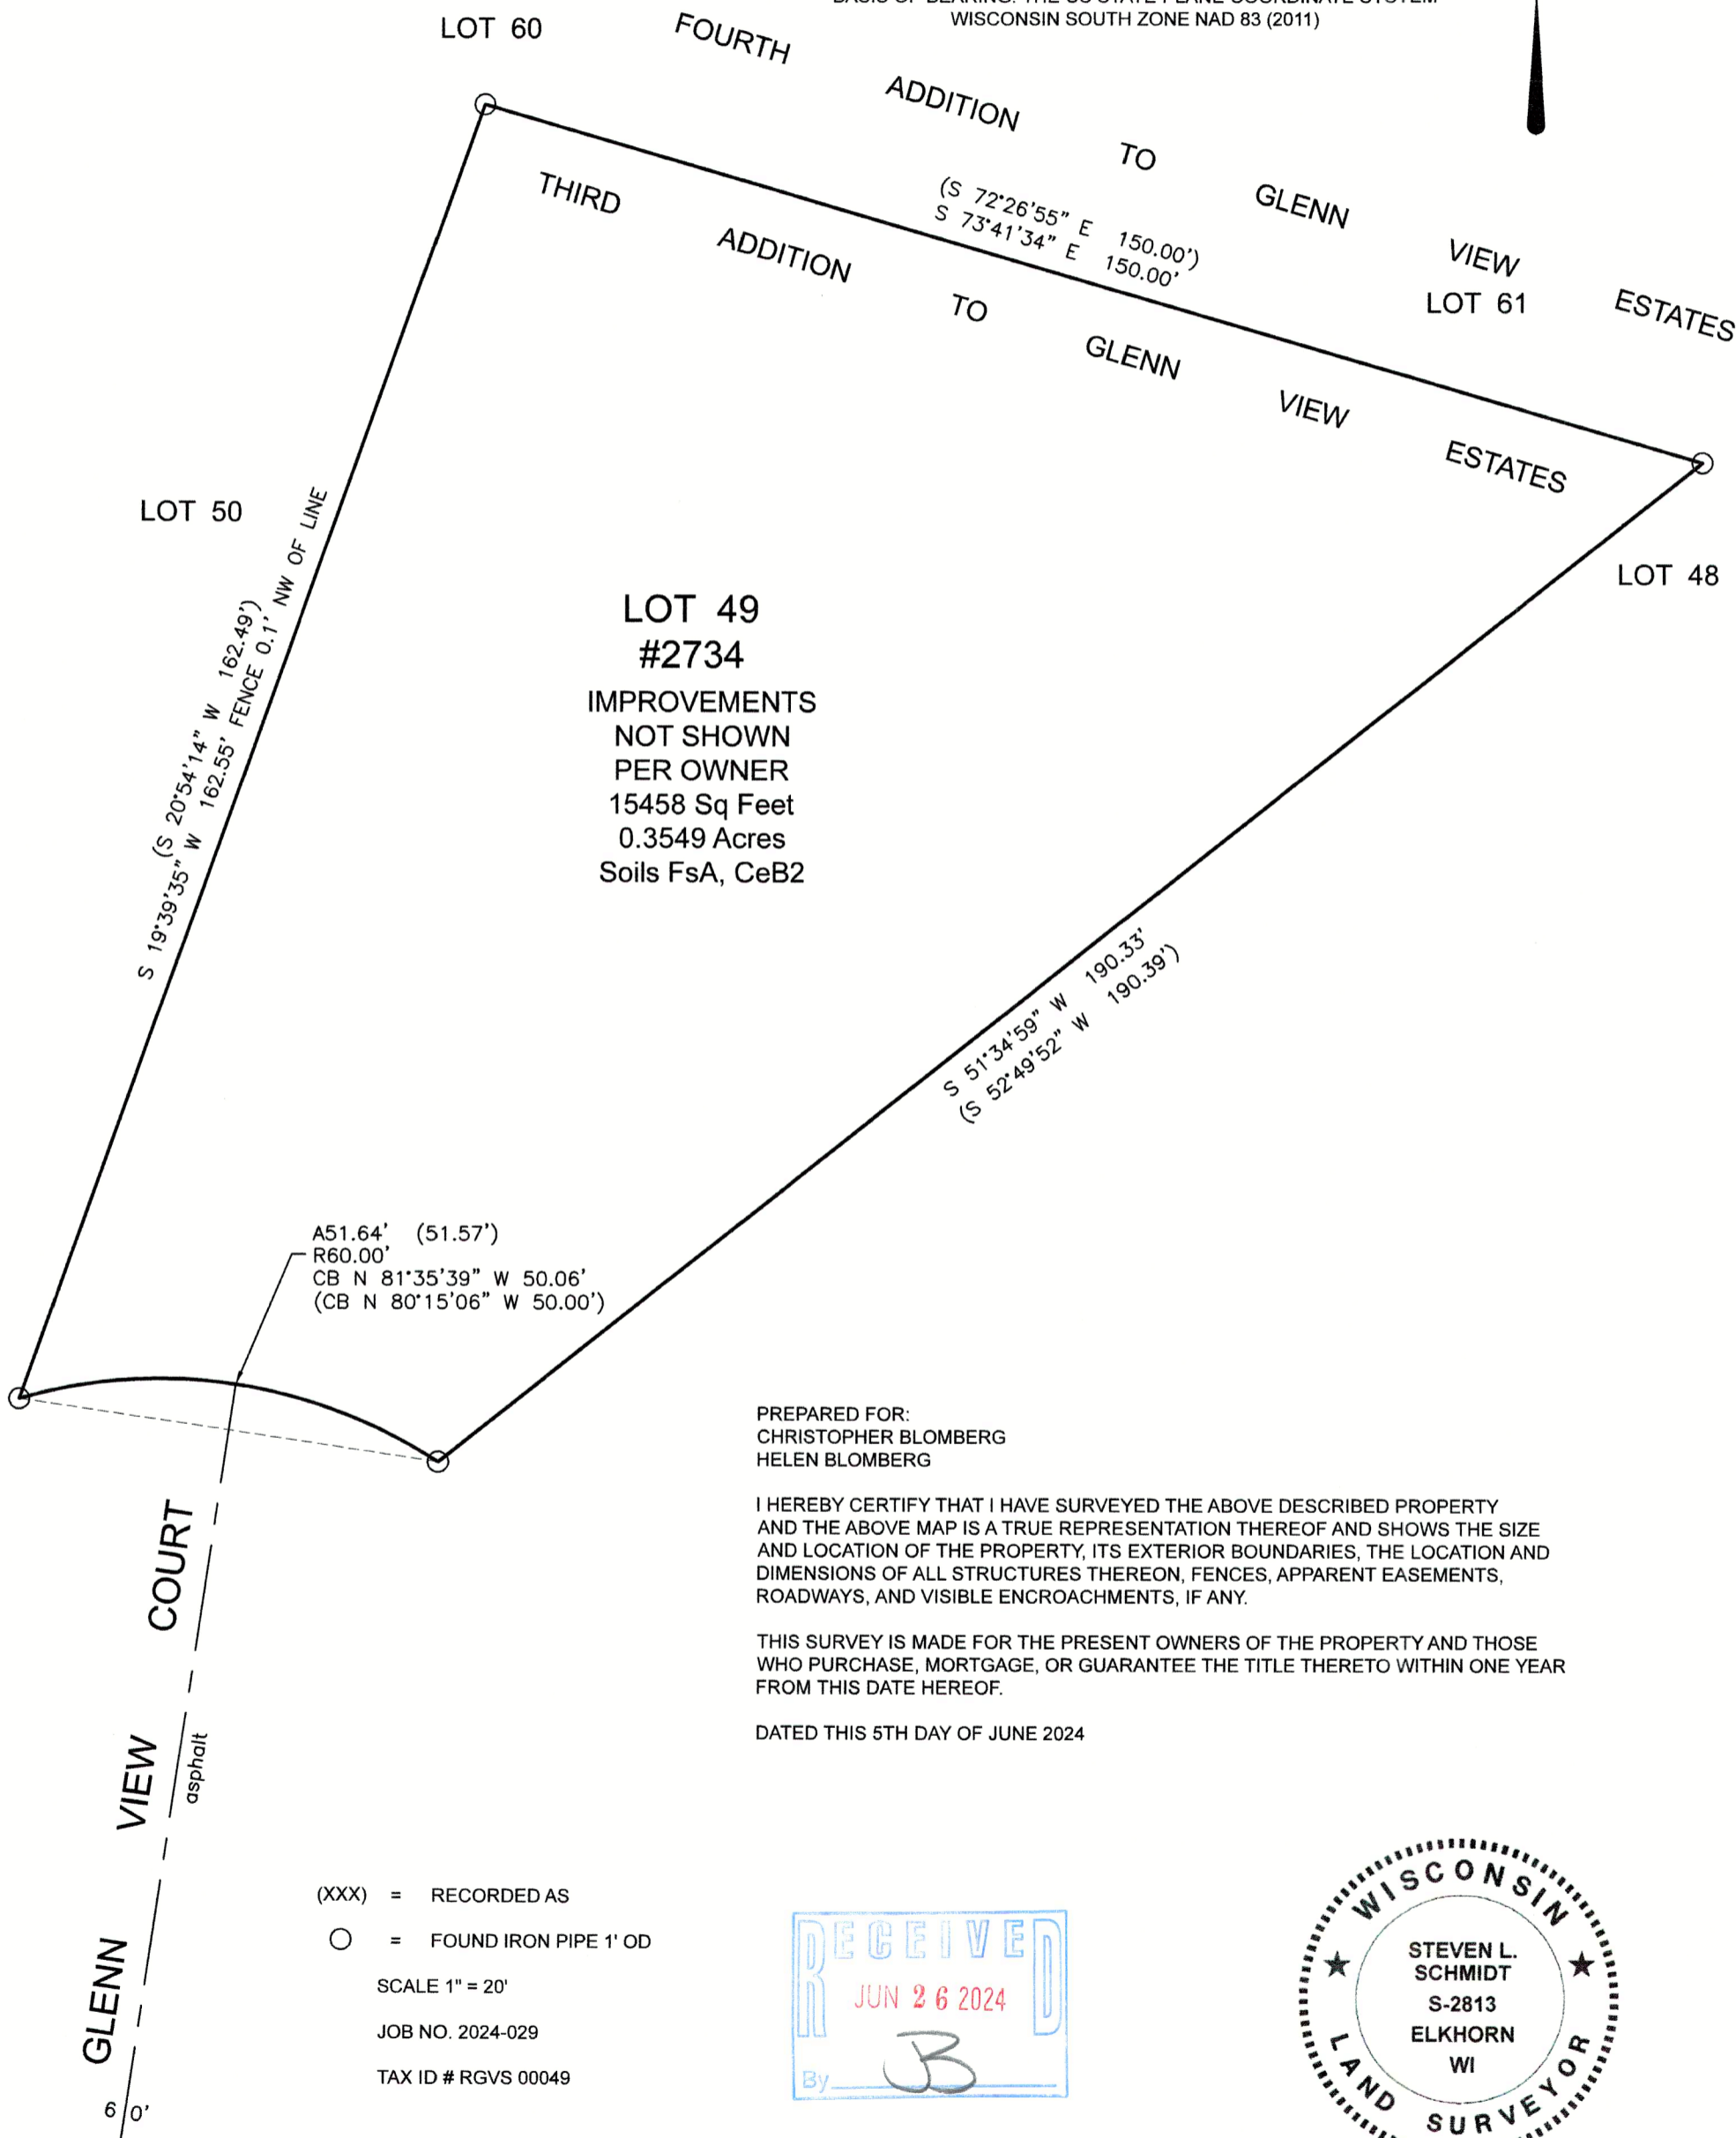 WISCONSIN SOUTH ZONE NAD 83 (2011)
LOT 60
FOURTH ADDITION TO GLENN VIEW ESTATES
THIRD ADDITION TO GLENN VIEW ESTATES
(S 72°26'55" E 150.00')
S 73°41'34" E 150.00'
LOT 61
LOT 50
LOT 48
(S 20°54'14" W 162.49')
S 19°39'35" W 162.55' FENCE 0.1' NW OF LINE
LOT 49
#2734
IMPROVEMENTS
NOT SHOWN
PER OWNER
15458 Sq Feet
0.3549 Acres
Soils FsA, CeB2
S 51°34'59" W 190.33'
(S 52°49'52" W 190.39')
A51.64' (51.57')
R60.00'
CB N 81°35'39" W 50.06'
(CB N 80°15'06" W 50.00')
PREPARED FOR:
CHRISTOPHER BLOMBERG
HELEN BLOMBERG
I HEREBY CERTIFY THAT I HAVE SURVEYED THE ABOVE DESCRIBED PROPERTY
AND THE ABOVE MAP IS A TRUE REPRESENTATION THEREOF AND SHOWS THE SIZE
AND LOCATION OF THE PROPERTY, ITS EXTERIOR BOUNDARIES, THE LOCATION AND
DIMENSIONS OF ALL STRUCTURES THEREON, FENCES, APPARENT EASEMENTS,
ROADWAYS, AND VISIBLE ENCROACHMENTS, IF ANY.
THIS SURVEY IS MADE FOR THE PRESENT OWNERS OF THE PROPERTY AND THOSE
WHO PURCHASE, MORTGAGE, OR GUARANTEE THE TITLE THERETO WITHIN ONE YEAR
FROM THIS DATE HEREOF.
DATED THIS 5TH DAY OF JUNE 2024
GLENN VIEW COURT
asphalt
60'
(XXX) = RECORDED AS
= FOUND IRON PIPE 1' OD
SCALE 1" = 20'
JOB NO. 2024-029
TAX ID # RGVS 00049
RECEIVED
JUN 26 2024
By
WISCONSIN
STEVEN L.
SCHMIDT
S-2813
ELKHORN
WI
LAND SURVEYOR